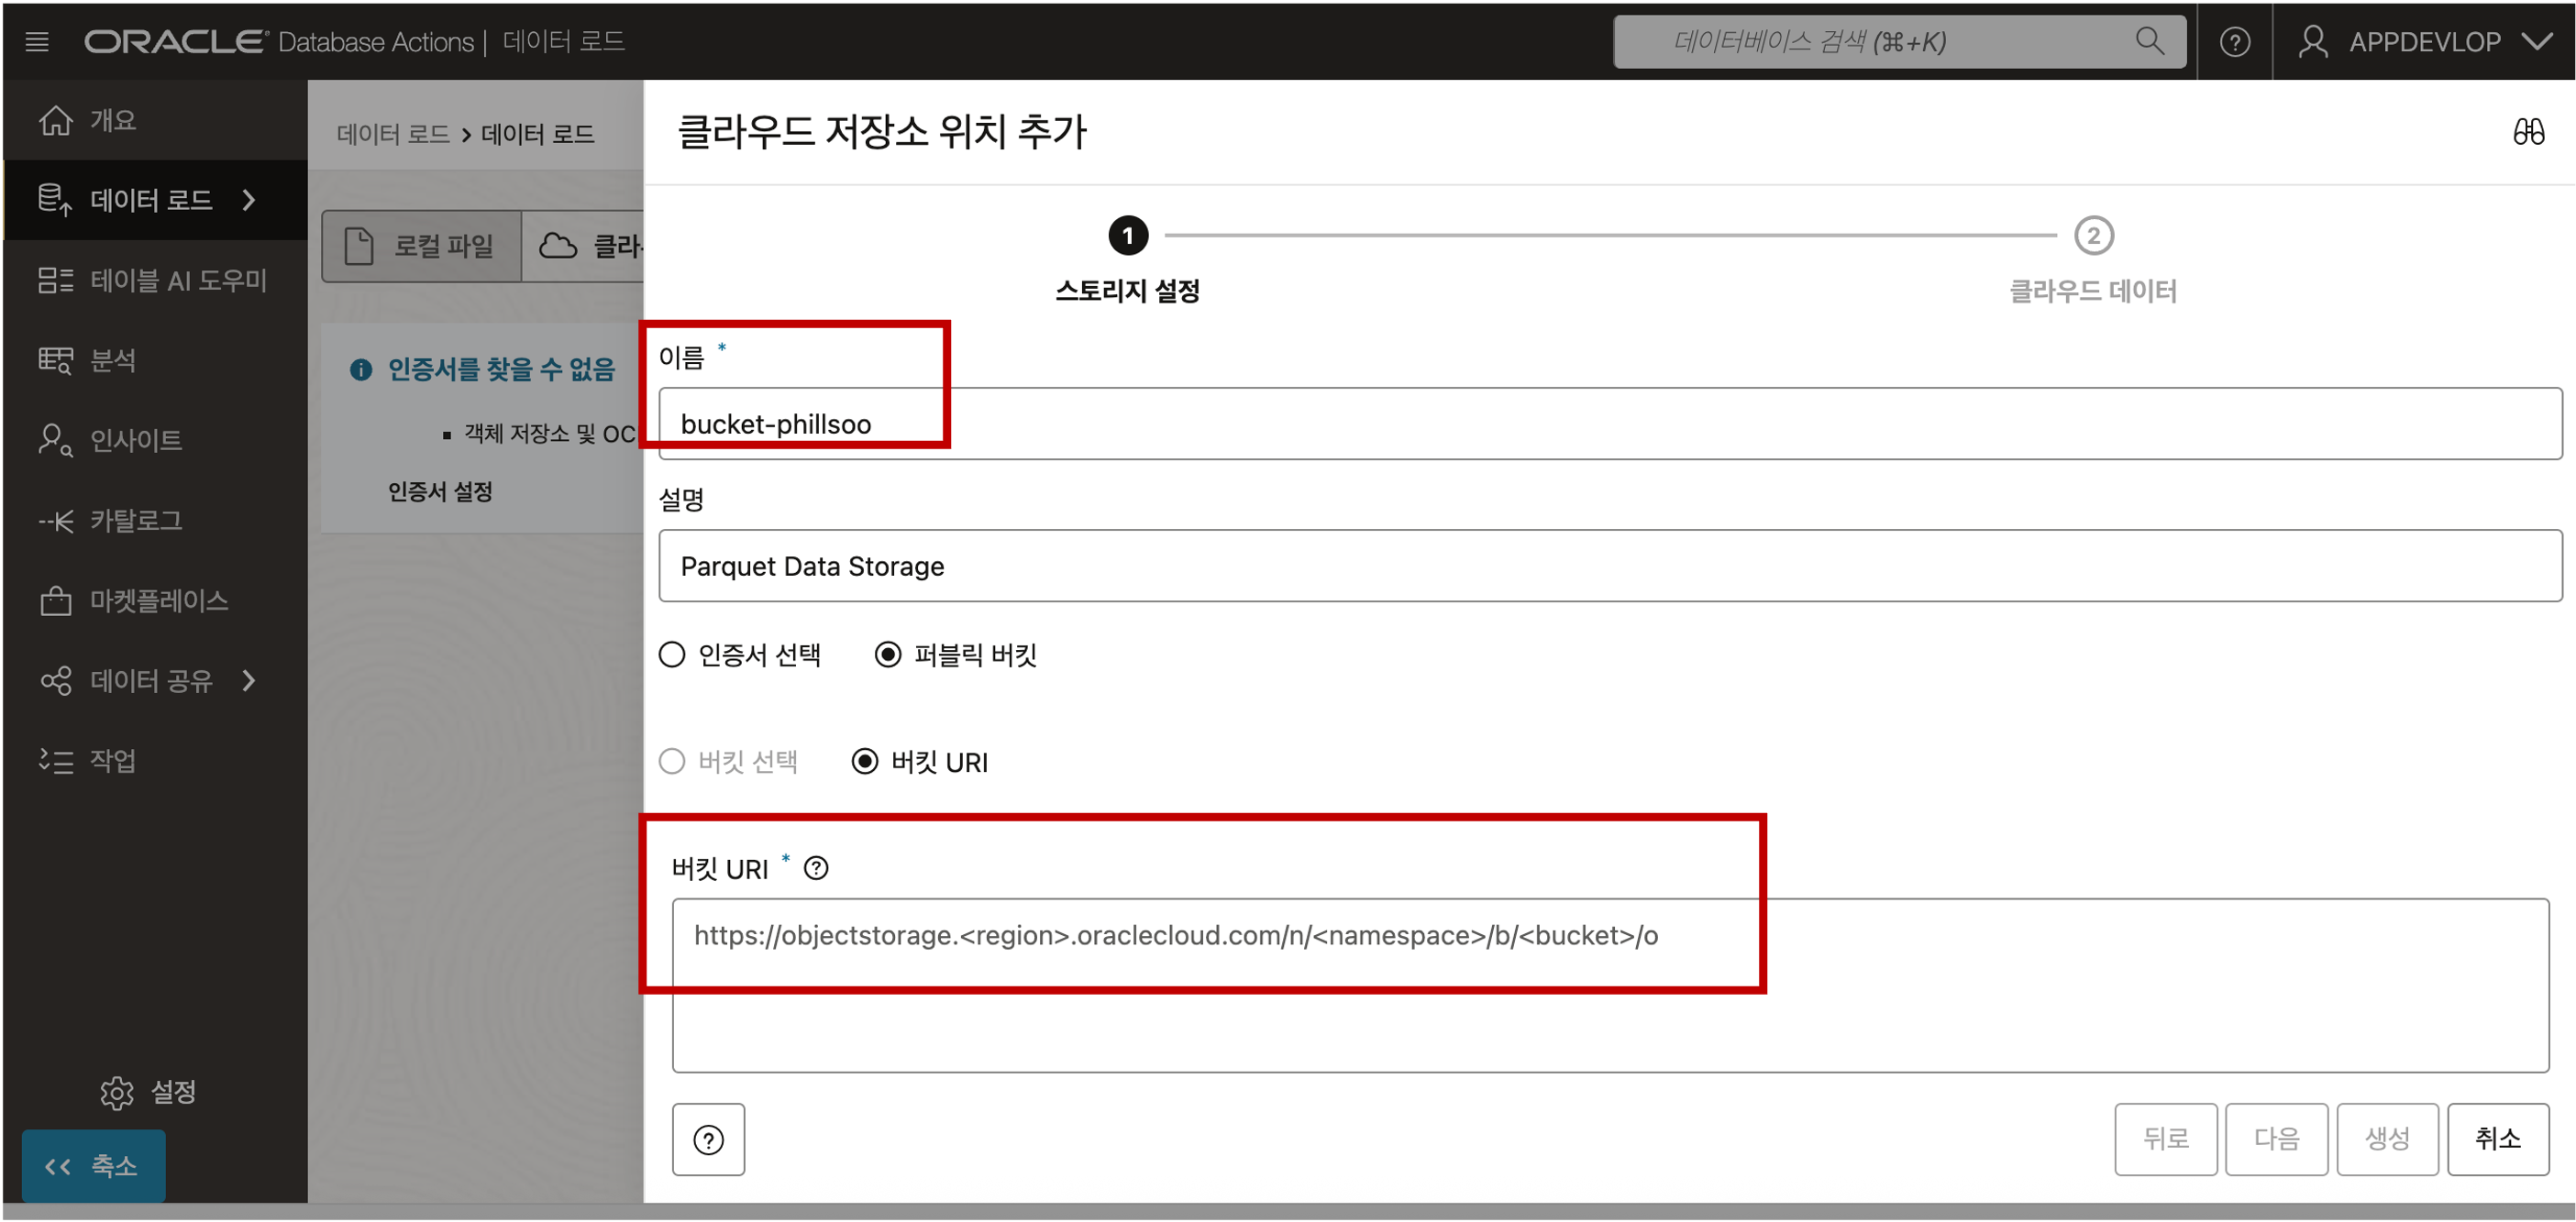 ORACLE Database Actions | 데이터 로드
데이터베이스 검색 (⌘+K)
APPDEVLOP
개요
데이터 로드
테이블 AI 도우미
분석
인사이트
카탈로그
마켓플레이스
데이터 공유
작업
설정
축소
데이터 로드 > 데이터 로드
로컬 파일
인증서를 찾을 수 없음
객체 저장소 및
인증서 설정
클라우드 저장소 위치 추가
1
2
스토리지 설정
클라우드 데이터
이름 *
bucket-phillsoo
설명
Parquet Data Storage
인증서 선택
퍼블릭 버킷
버킷 선택
버킷 URI
버킷 URI *
https://objectstorage.<region>.oraclecloud.com/n/<namespace>/b/<bucket>/o
뒤로
다음
생성
취소